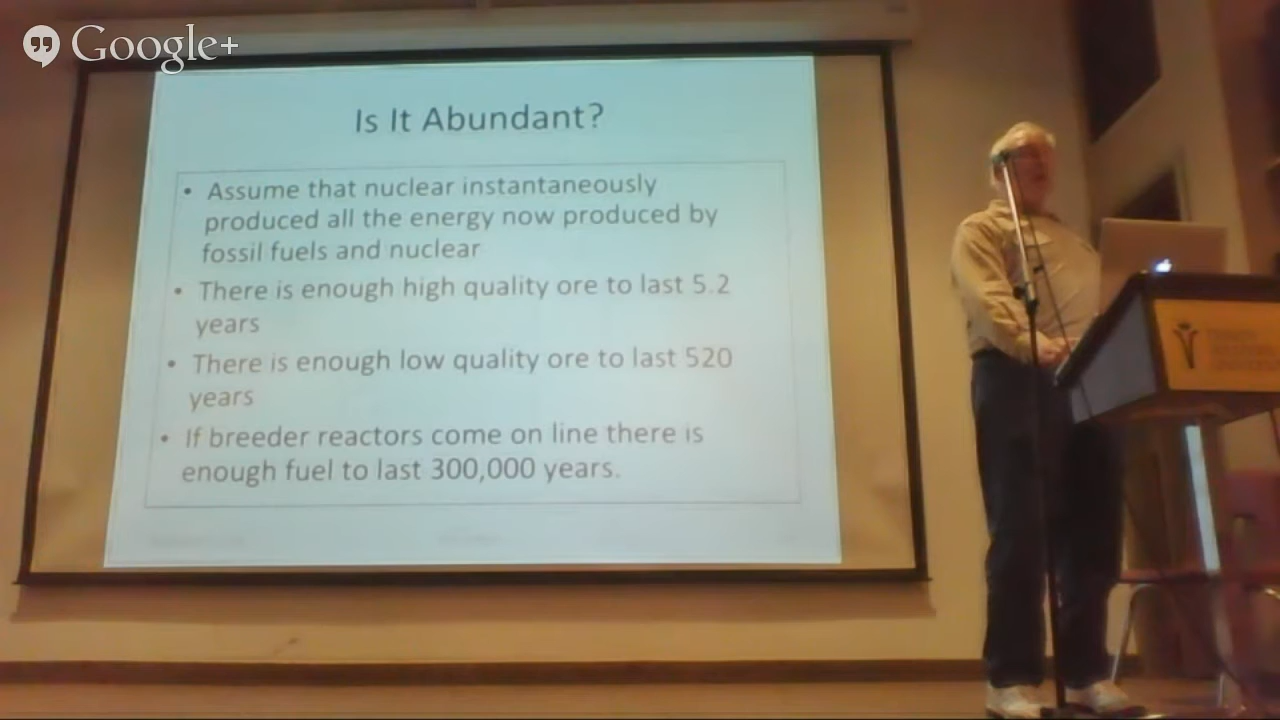 Google+
Is It Abundant?
• Assume that nuclear instantaneously
produced all the energy now produced by
fossil fuels and nuclear
• There is enough high quality ore to last 5.2
years
• There is enough low quality ore to last 520
years
• If breeder reactors come on line there is
enough fuel to last 300,000 years.